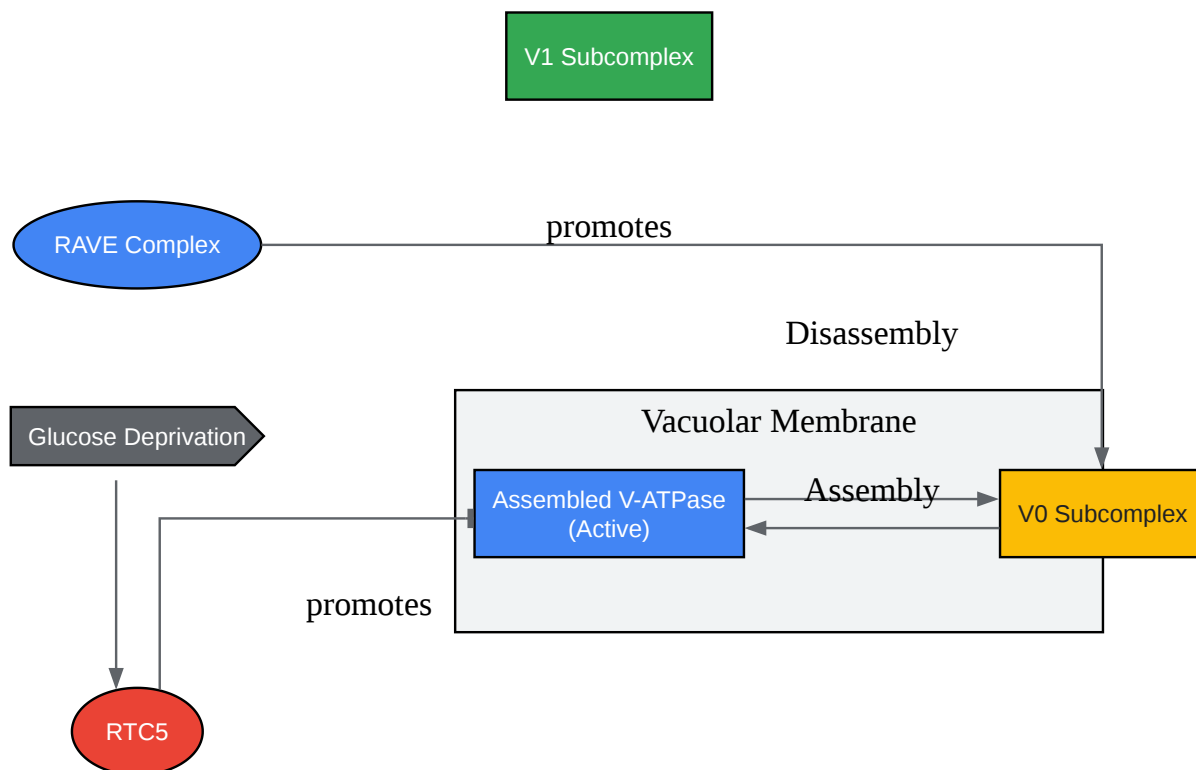 V1 Subcomplex
promotes
RAVE Complex
Disassembly
Vacuolar Membrane
Glucose Deprivation
Assembled V-ATPase
(Active)
Assembly
V0 Subcomplex
promotes
RTC5